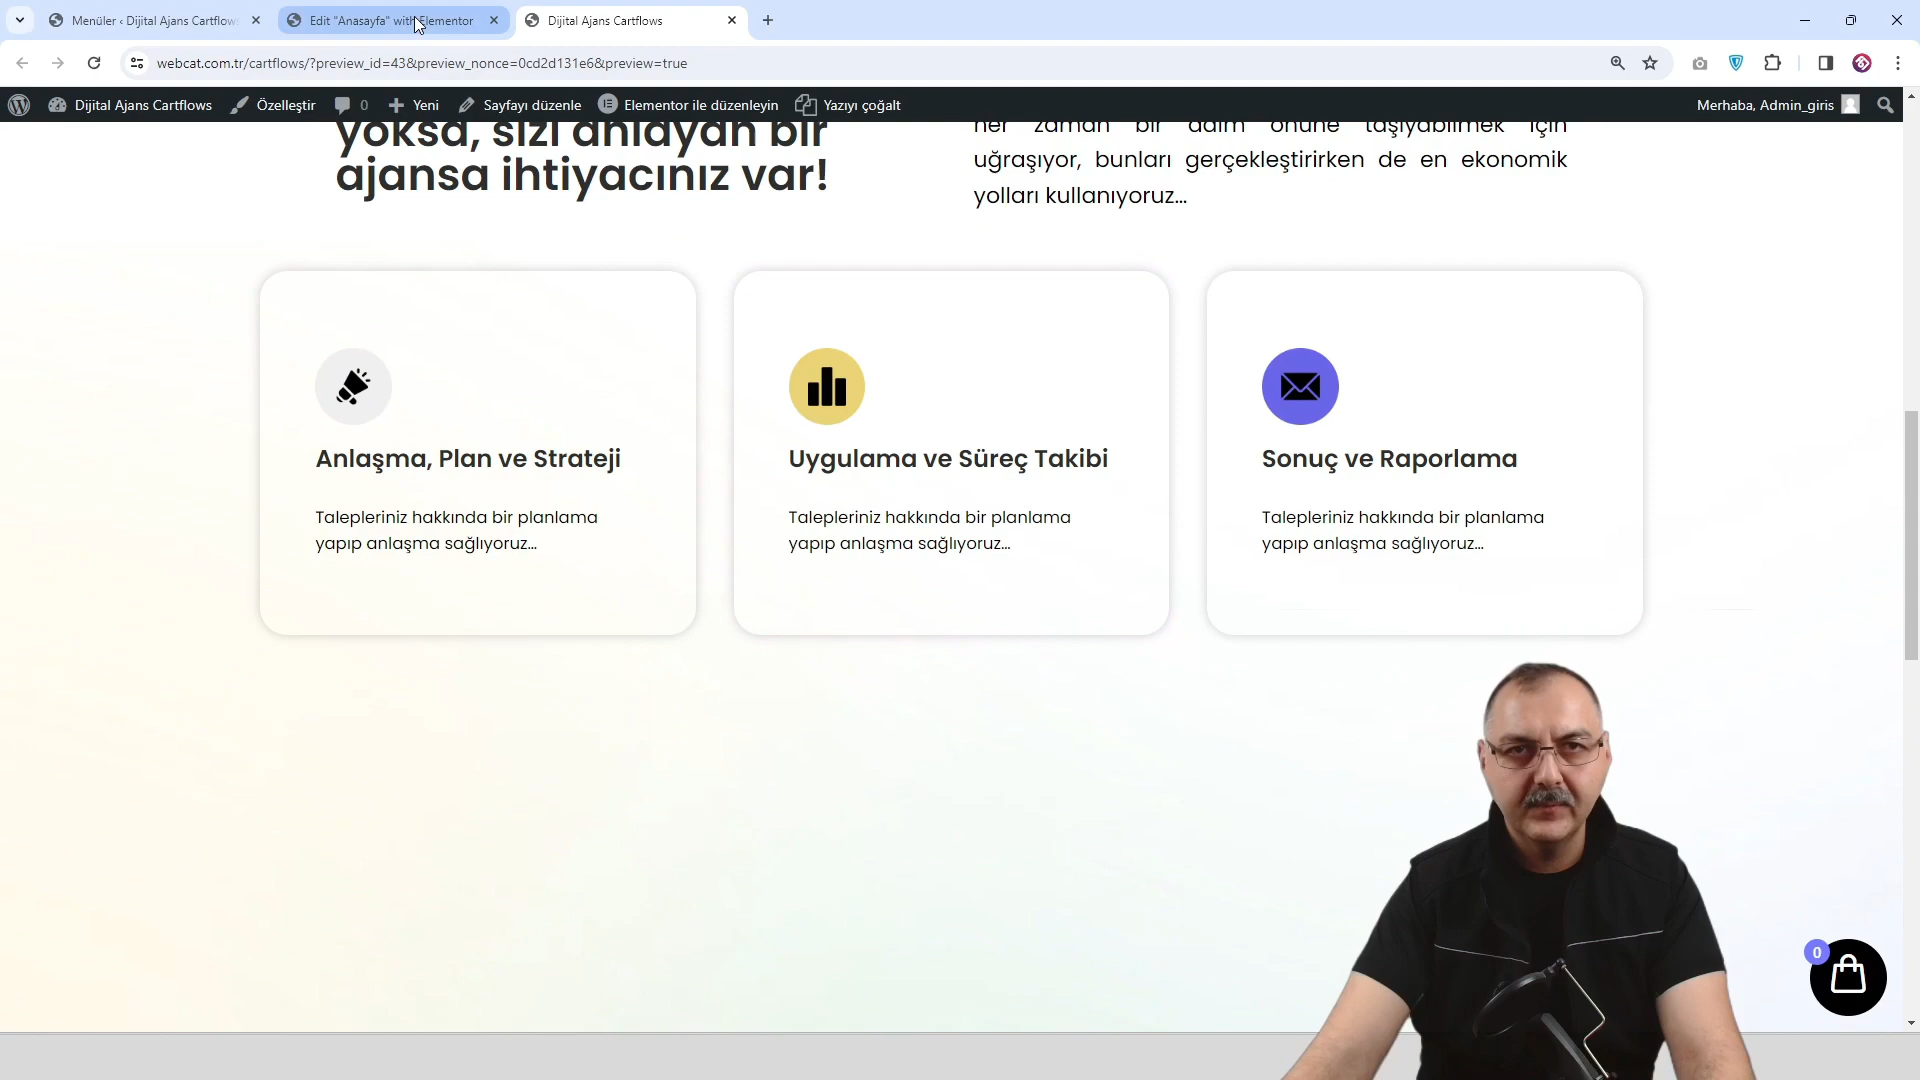 Menüler ‹ Dijital Ajans Cartflows
Edit "Anasayfa" with Elementor
Dijital Ajans Cartflows
webcat.com.tr/cartflows/?preview_id=43&preview_nonce=0cd2d131e6&preview=true
Dijital Ajans Cartflows
Özelleştir
0
Yeni
Sayfayı düzenle
Elementor ile düzenleyin
Yazıyı çoğalt
Merhaba, Admin_giris
yoksa, sizi anlayan bir
ajansa ihtiyacınız var!
her zaman bir adım önüne taşıyabilmek için
uğraşıyor, bunları gerçekleştirirken de en ekonomik
yolları kullanıyoruz...
Anlaşma, Plan ve Strateji
Talepleriniz hakkında bir planlama
yapıp anlaşma sağlıyoruz...
Uygulama ve Süreç Takibi
Talepleriniz hakkında bir planlama
yapıp anlaşma sağlıyoruz...
Sonuç ve Raporlama
Talepleriniz hakkında bir planlama
yapıp anlaşma sağlıyoruz...
0